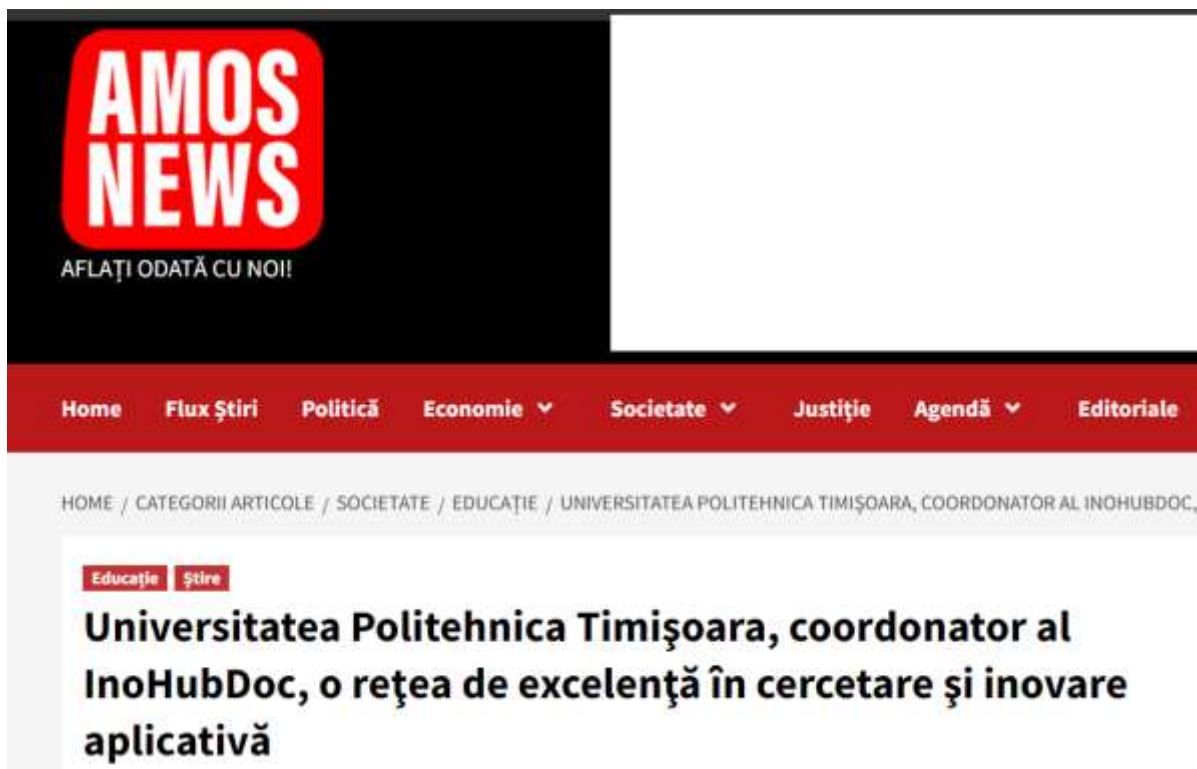 AMOS
NEWS
AFLAȚI ODATĂ CU NOI!
Home Flux Știri Politică Economie Societate Justiție Agendă Editoriale
HOME / CATEGORII ARTICOLE / SOCIETATE / EDUCAȚIE / UNIVERSITATEA POLITEHNICA TIMIȘOARA, COORDONATOR AL INOHUBDOC,
Educație Știre
Universitatea Politehnica Timişoara, coordonator al
InoHubDoc, o reţea de excelenţă în cercetare şi inovare
aplicativă